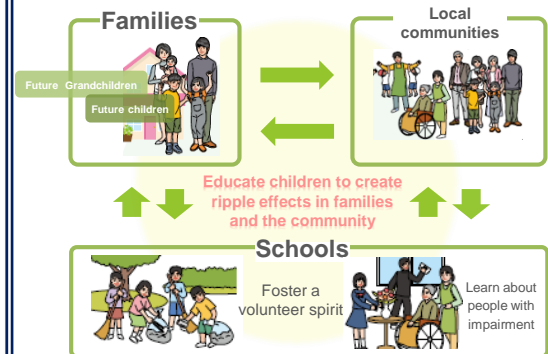 Families
Local
communities
Future Grandchildren
Future children
Educate children to create
ripple effects in families
and the community
Schools
Foster a
volunteer spirit
Learn about
people with
impairment